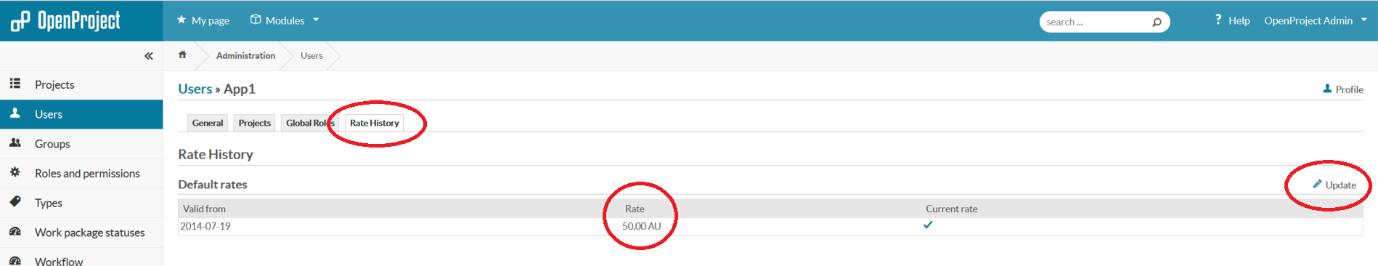 OpenProject My page Modules search ... ? Help OpenProject Admin
« Administration Users
Projects
Users » App1 Profile
Users
General Projects Global Roles Rate History
Groups
Rate History
Roles and permissions
Default rates Update
Types
Valid from Rate Current rate
2014-07-19 50.00 AU
Work package statuses
Workflow